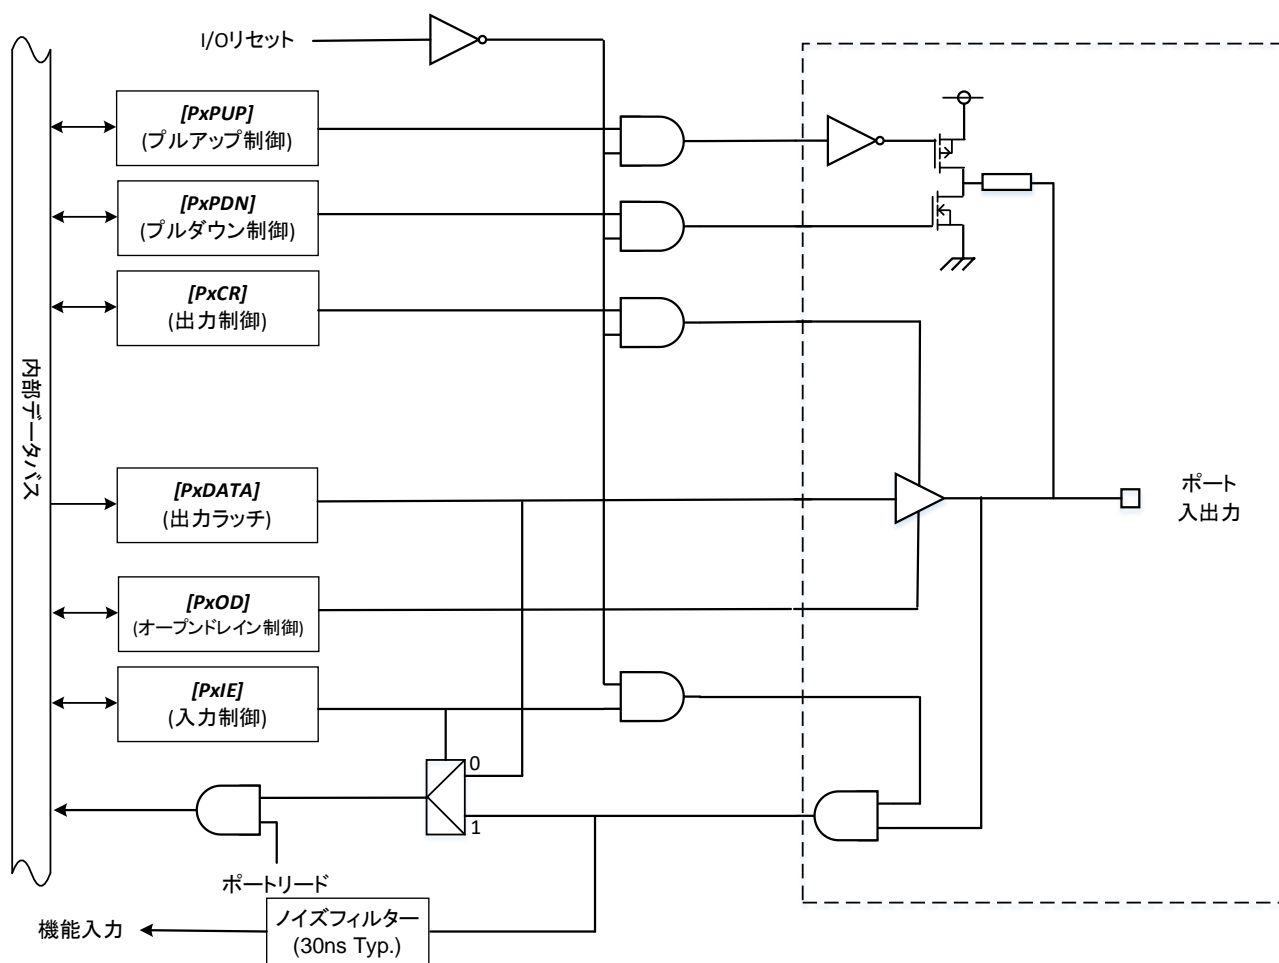 I/Oリセット
[PxPUP]
(プルアップ制御)
[PxPDN]
(プルダウン制御)
[PxCR]
(出力制御)
内部データバス
[PxDATA]
(出力ラッチ)
ポート
入出力
[PxOD]
(オープンドレイン制御)
[PxIE]
(入力制御)
0
1
ポートリード
機能入力
ノイズフィルター
(30ns Typ.)